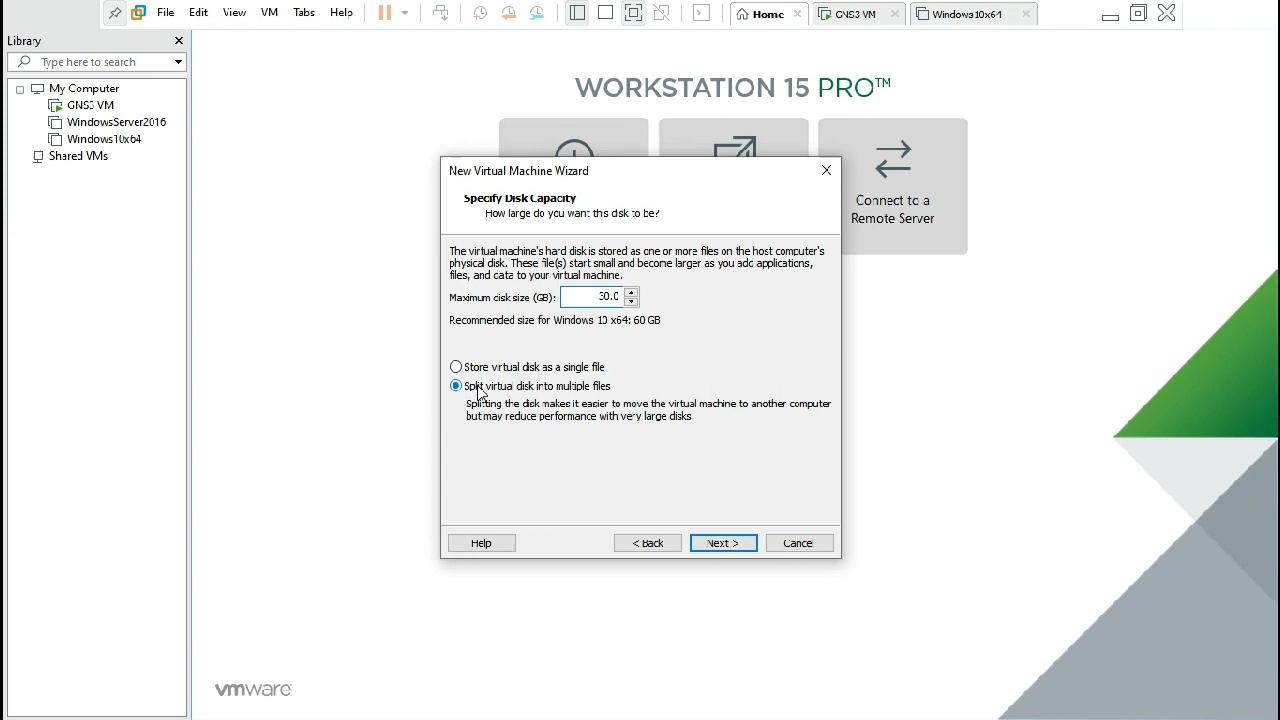 File Edit View VM Tabs Help
Home
GNS3 VM
Windows10x64
Library
Type here to search
My Computer
GNS3 VM
WindowsServer2016
Windows10x64
Shared VMs
WORKSTATION 15 PRO™
Connect to a
Remote Server
New Virtual Machine Wizard
Specify Disk Capacity
How large do you want this disk to be?
The virtual machine's hard disk is stored as one or more files on the host computer's
physical disk. These file(s) start small and become larger as you add applications,
files, and data to your virtual machine.
Maximum disk size (GB): 30.0
Recommended size for Windows 10 x64: 60 GB
Store virtual disk as a single file
Split virtual disk into multiple files
Splitting the disk makes it easier to move the virtual machine to another computer
but may reduce performance with very large disks.
Help
< Back
Next >
Cancel
vmware